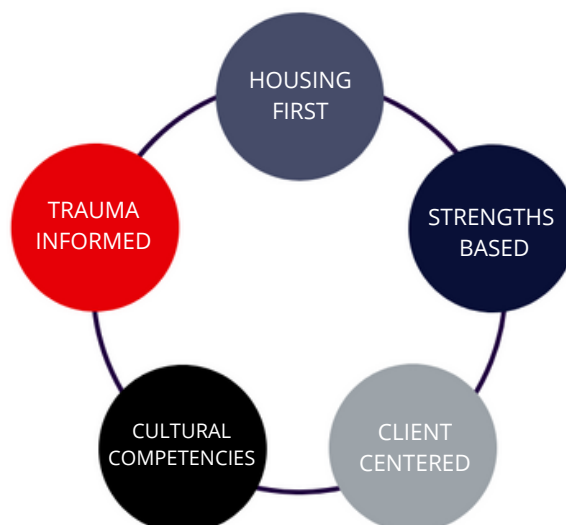 HOUSING
FIRST
STRENGTHS
BASED
CLIENT
CENTERED
CULTURAL
COMPETENCIES
TRAUMA
INFORMED